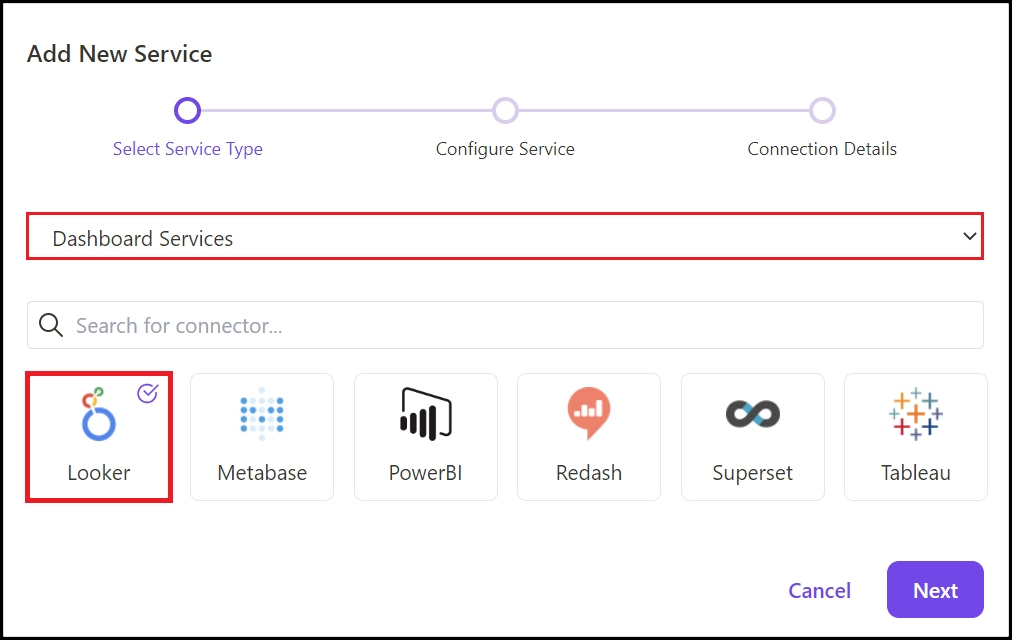 Add New Service
Select Service Type
Configure Service
Connection Details
Dashboard Services
Search for connector...
Looker
Metabase
PowerBI
Redash
Superset
Tableau
Cancel
Next